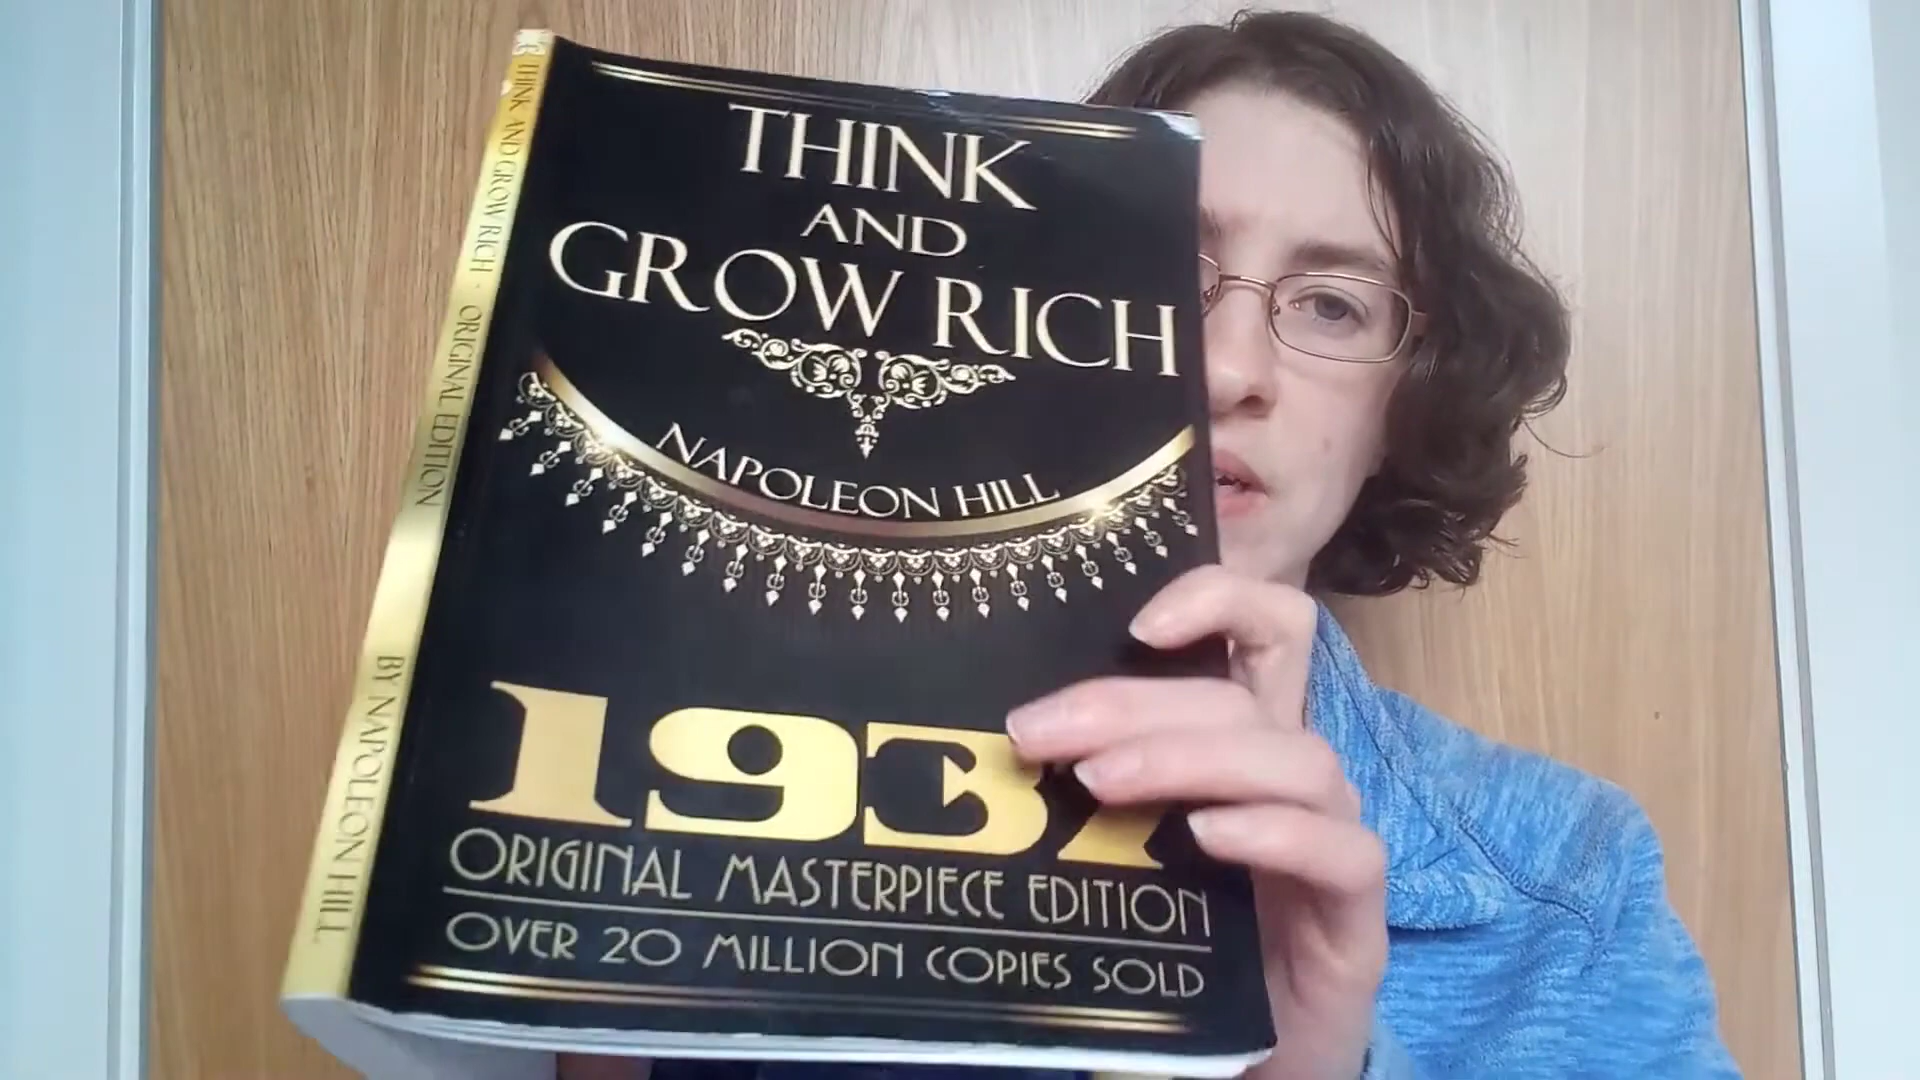 THINK
AND
GROW RICH
NAPOLEON HILL
1937
ORIGINAL MASTERPIECE EDITION
OVER 20 MILLION COPIES SOLD
THINK AND GROW RICH · ORIGINAL EDITION BY NAPOLEON HILL